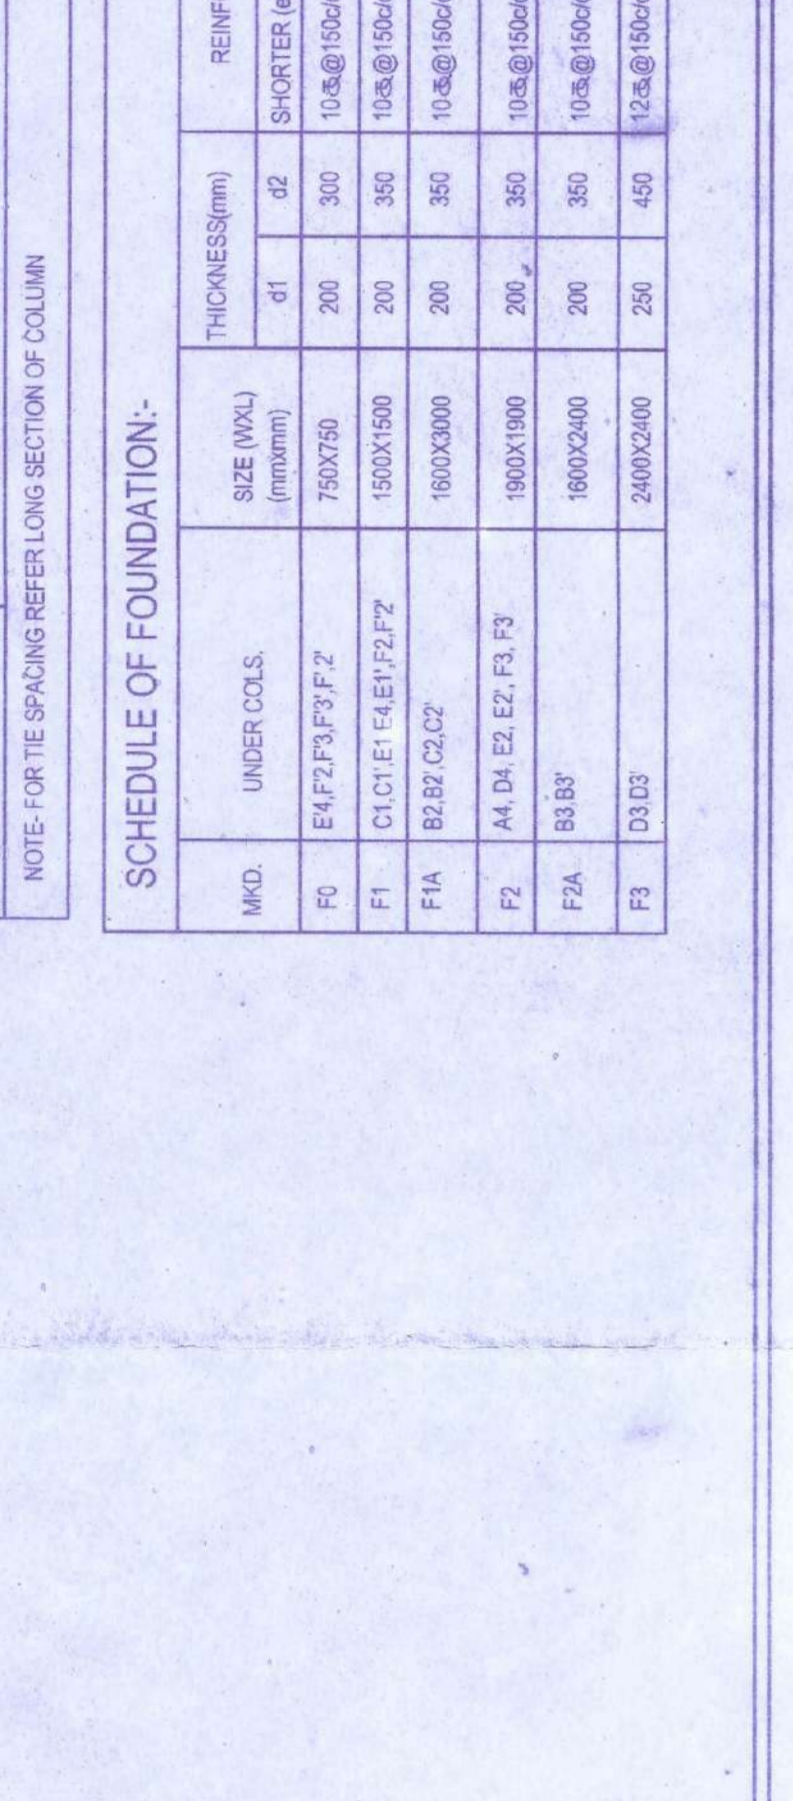 NOTE- FOR TIE SPACING REFER LONG SECTION OF COLUMN
SCHEDULE OF FOUNDATION:-
MKD. UNDER COLS. SIZE (WXL) (mmxmm) THICKNESS(mm)
d1 d2 SHORTER
F0 E'4,F'2,F'3,F'3',F',2' 750X750 200 300
F1 C1,C1',E1 E4,E1',F2,F'2' 1500X1500 200 350
F1A B2,B2',C2,C2' 1600X3000 200 350
F2 A4, D4, E2, E2', F3, F3' 1900X1900 200 350
F2A B3,B3' 1600X2400 200 350
F3 D3,D3' 2400X2400 250 450